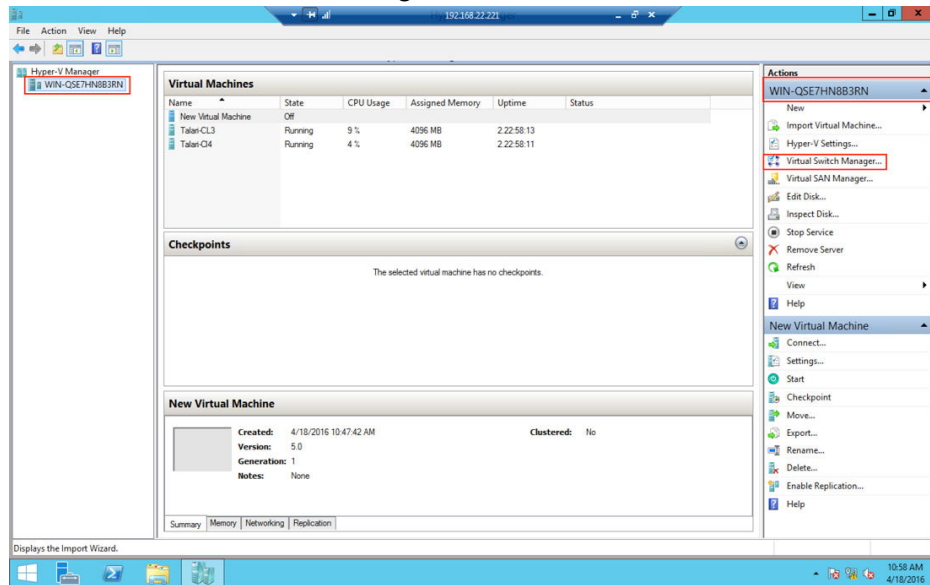 192.168.22.221
File Action View Help
Hyper-V Manager
WIN-QSE7HN8B3RN
Virtual Machines
Name State CPU Usage Assigned Memory Uptime Status
New Virtual Machine Off
Talari-CL3 Running 9 % 4096 MB 2.22:58:13
Talari-Cl4 Running 4 % 4096 MB 2.22:58:11
Checkpoints
The selected virtual machine has no checkpoints.
New Virtual Machine
Created: 4/18/2016 10:47:42 AM Clustered: No
Version: 5.0
Generation: 1
Notes: None
Summary Memory Networking Replication
Actions
WIN-QSE7HN8B3RN
New
Import Virtual Machine...
Hyper-V Settings...
Virtual Switch Manager...
Virtual SAN Manager...
Edit Disk...
Inspect Disk...
Stop Service
Remove Server
Refresh
View
Help
New Virtual Machine
Connect...
Settings...
Start
Checkpoint
Move...
Export...
Rename...
Delete...
Enable Replication...
Help
Displays the Import Wizard.
10:58 AM
4/18/2016